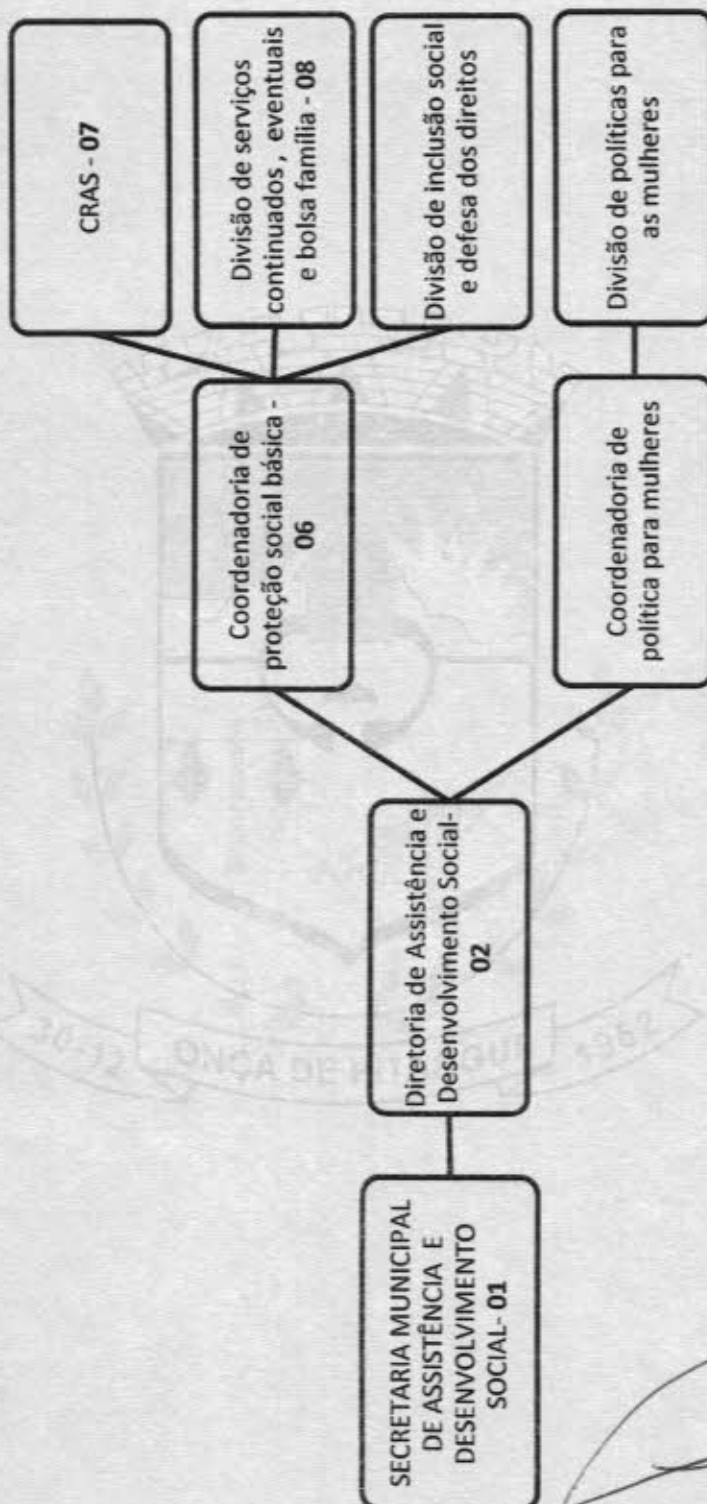 SECRETARIA MUNICIPAL
DE ASSISTÊNCIA E
DESENVOLVIMENTO
SOCIAL- 01
Diretoria de Assistência e
Desenvolvimento Social-
02
Coordenadoria de
proteção social básica -
06
CRAS - 07
Divisão de serviços
continuados , eventuais
e bolsa família - 08
Divisão de inclusão social
e defesa dos direitos
Coordenadoria de
política para mulheres
Divisão de políticas para
as mulheres
30-12
ONÇA DE
1962